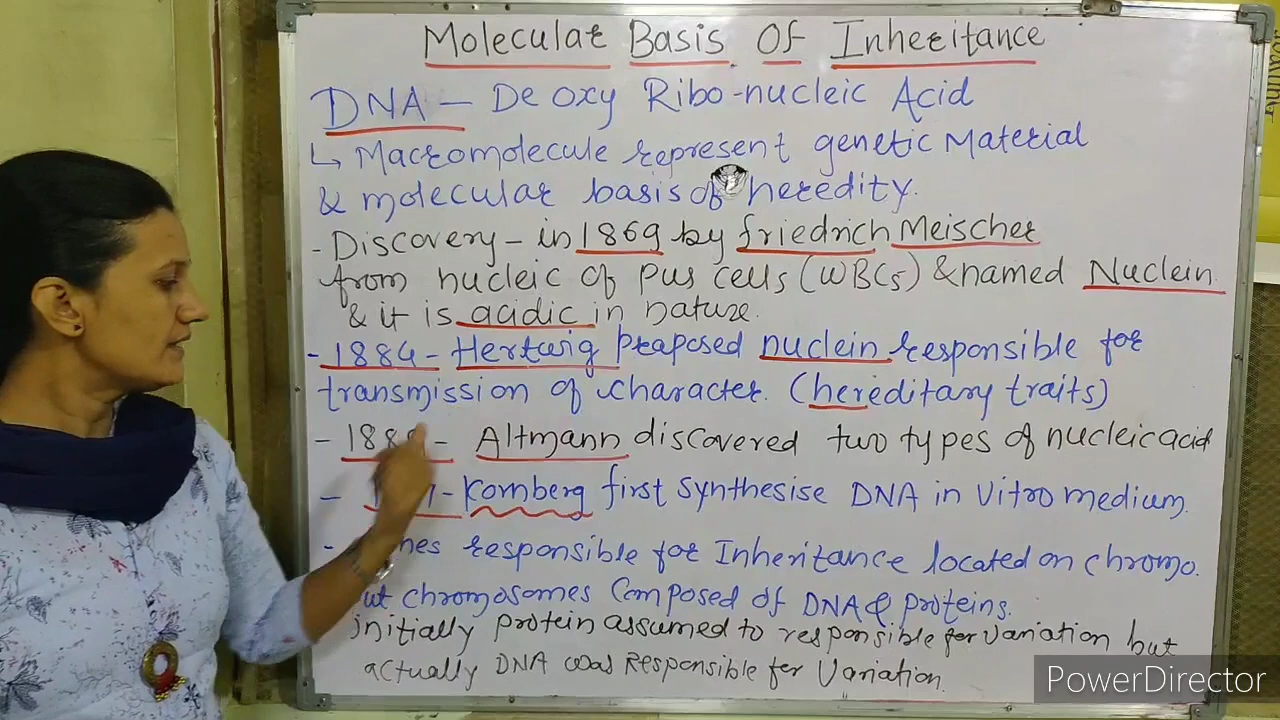 Molecular Basis Of Inheritance
DNA - De Oxy Ribo-nucleic Acid
↳ Macromolecule represent genetic Material
& molecular basis of heredity.
- Discovery - in 1869 by friedrich Meischer
from nucleic of Pus cells (WBCs) & named Nuclein
& it is acidic in nature.
- 1884 - Hertwig proposed nuclein responsible for
transmission of character. (hereditary traits)
- Altmann discovered two types of nucleic acid
- Kornberg first synthesise DNA in Vitro medium.
- responsible for Inheritance located on chromo.
chromosomes Composed of DNA & proteins.
initially protein assumed to responsible for variation but
actually DNA was Responsible for Variation.
PowerDirector